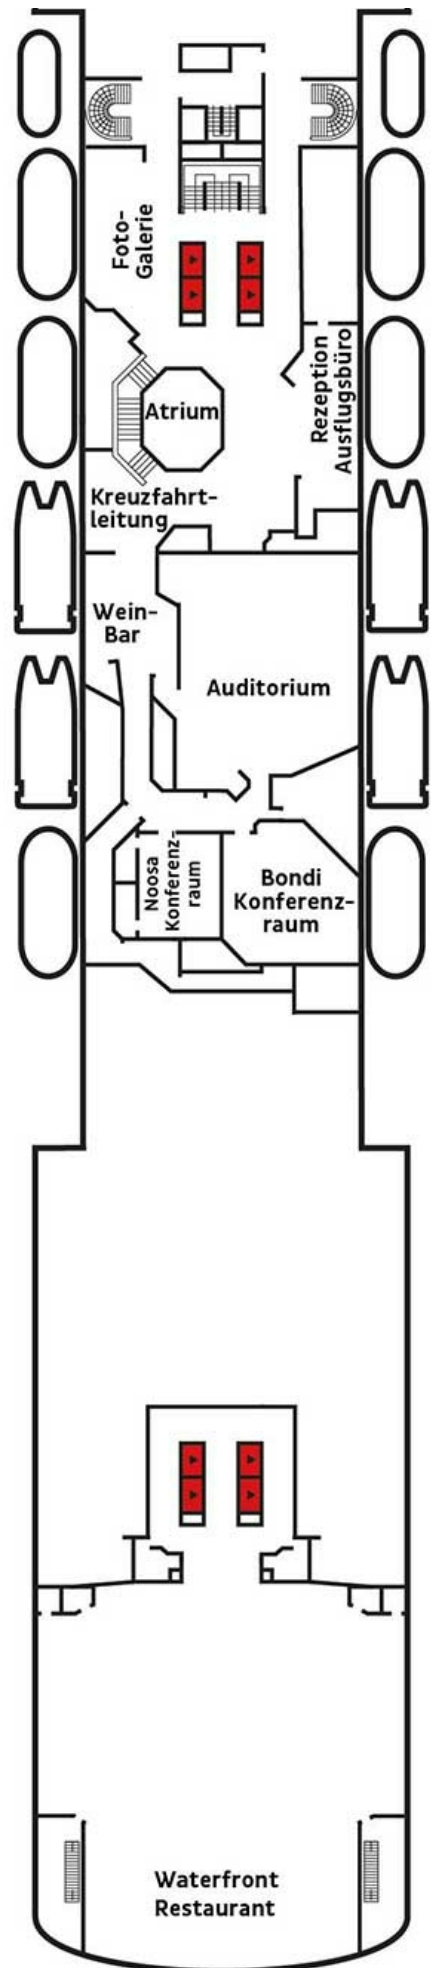 Foto-
Galerie
Rezeption
Ausflugsbüro
Atrium
Kreuzfahrt-
leitung
Wein-
Bar
Auditorium
Noosa
Konferenz-
raum
Bondi
Konferenz-
raum
Waterfront
Restaurant